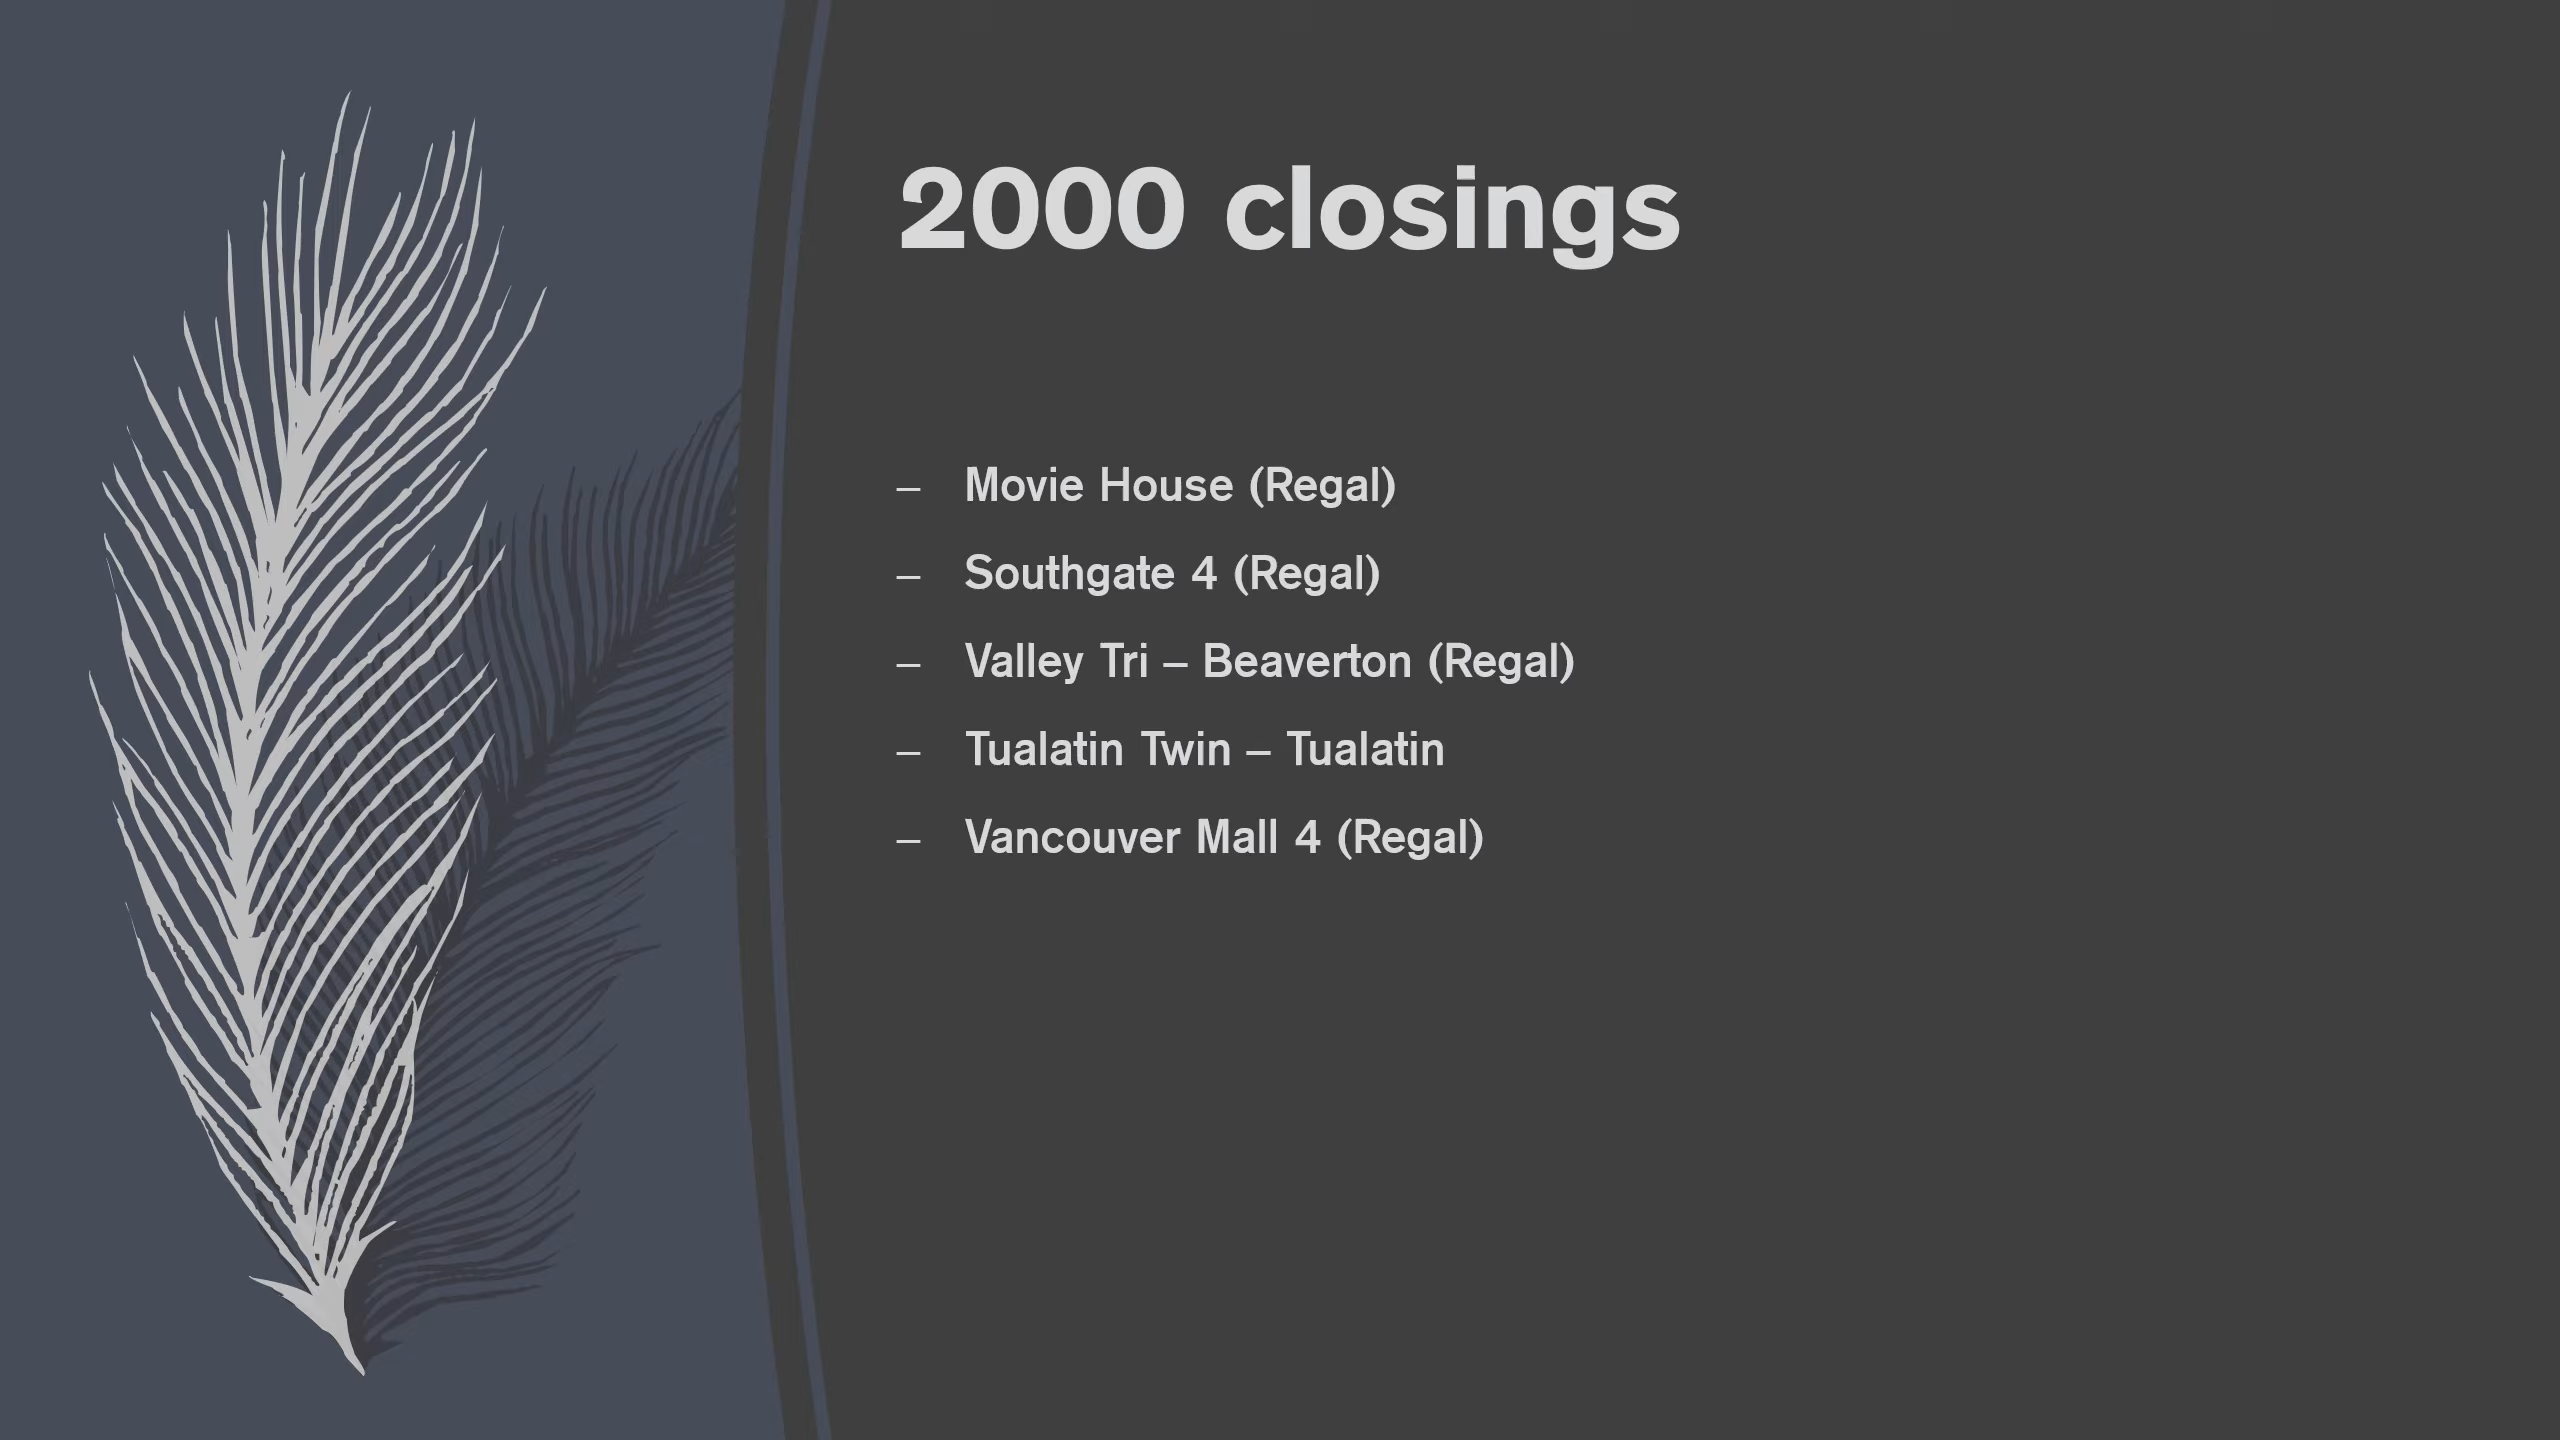 2000 closings
– Movie House (Regal)
– Southgate 4 (Regal)
– Valley Tri – Beaverton (Regal)
– Tualatin Twin – Tualatin
– Vancouver Mall 4 (Regal)